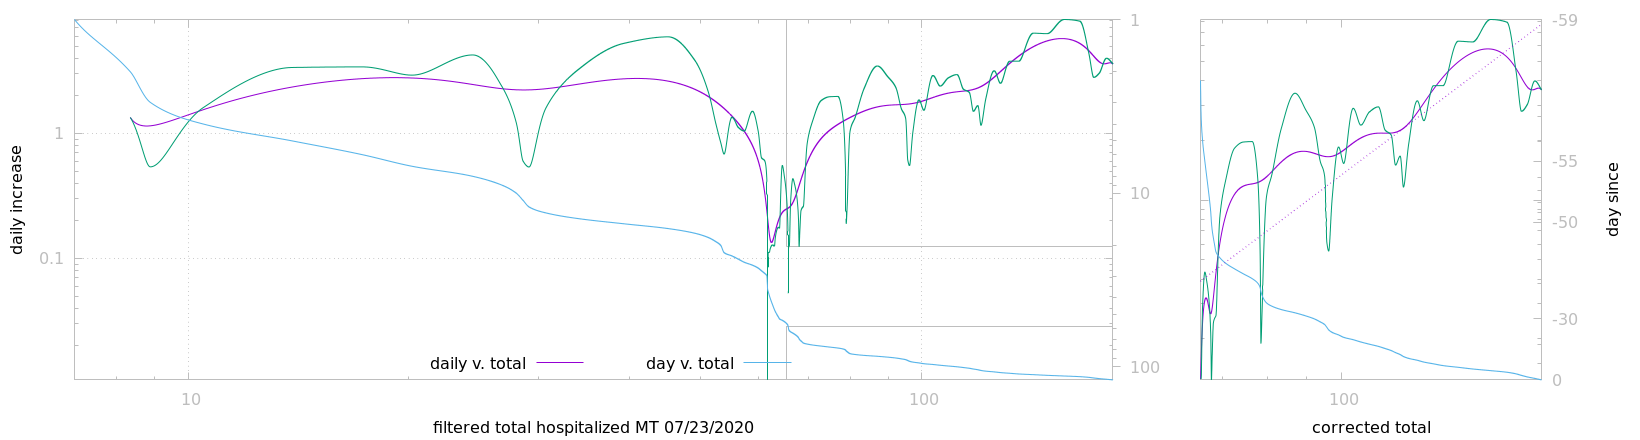 1
-59
1
-55
10
-50
0.1
-30
100
0
daily increase
day since
daily v. total
day v. total
10
100
100
filtered total hospitalized MT 07/23/2020
corrected total